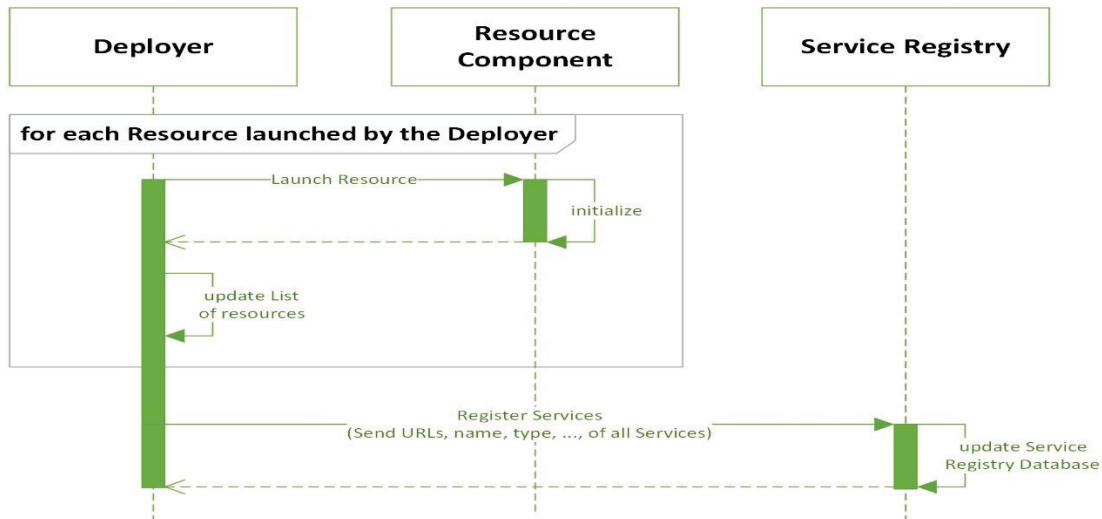 Deployer
Resource
Component
Service Registry
for each Resource launched by the Deployer
Launch Resource
initialize
update List
of resources
Register Services
(Send URLs, name, type, ..., of all Services)
update Service
Registry Database